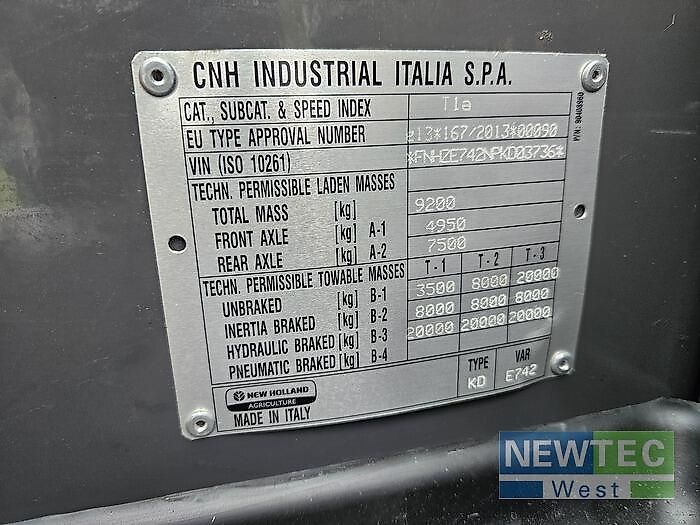 CNH INDUSTRIAL ITALIA S.P.A.
CAT., SUBCAT. & SPEED INDEX T1a
EU TYPE APPROVAL NUMBER e13*167/2013*00090
VIN (ISO 10261)
TECHN. PERMISSIBLE LADEN MASSES
TOTAL MASS [kg] 9200
FRONT AXLE [kg] A-1 4950
REAR AXLE [kg] A-2 7500
TECHN. PERMISSIBLE TOWABLE MASSES T-1 T-2 T-3
UNBRAKED [kg] B-1 3500 8000 20000
INERTIA BRAKED [kg] B-2 8000 8000 8000
HYDRAULIC BRAKED [kg] B-3 20000 20000 20000
PNEUMATIC BRAKED [kg] B-4
TYPE VAR
KD E742
NEW HOLLAND
AGRICULTURE
MADE IN ITALY
NEWTEC
West